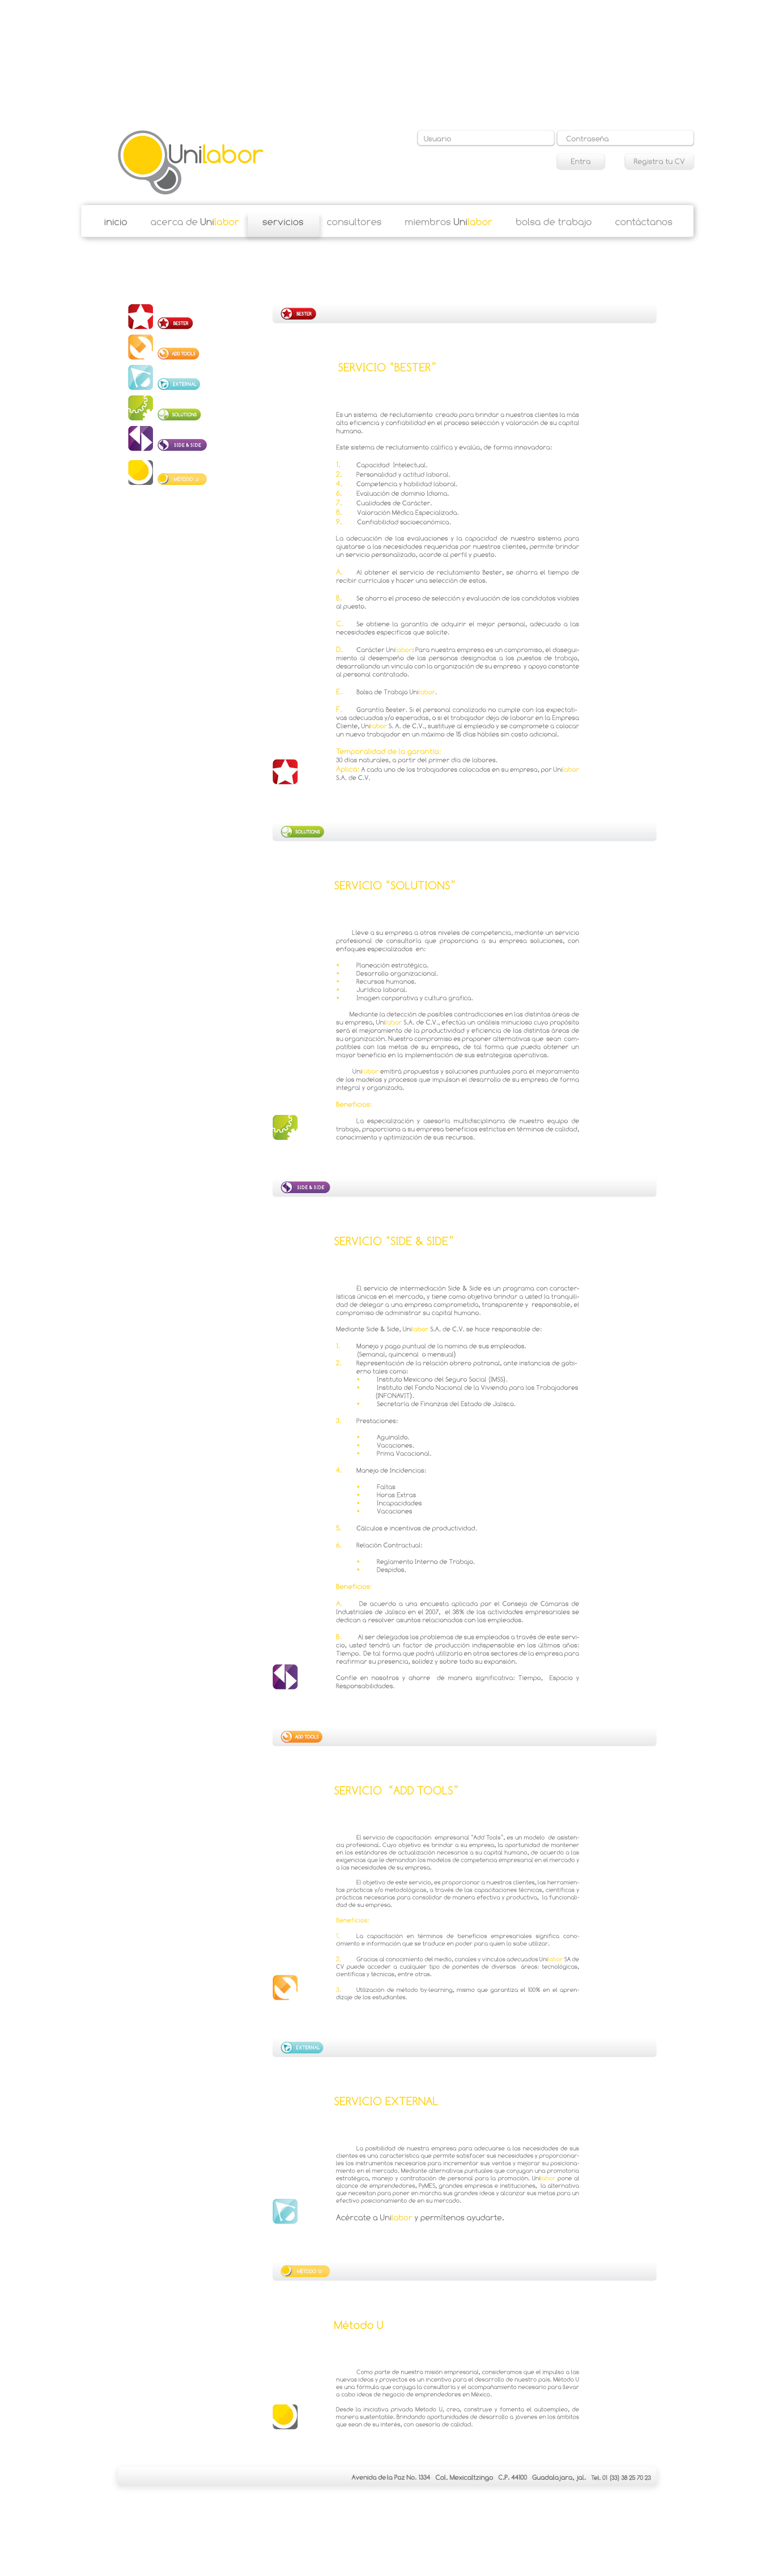 Unilabor
Usuario
Contraseña
Entra
Registra tu CV
inicio acerca de Unilabor servicios consultores miembros Unilabor bolsa de trabajo contáctanos
BESTER
ADD TOOLS
EXTERNAL
SOLUTIONS
SIDE & SIDE
METODO U
BESTER
SERVICIO "BESTER"
Es un sistema de reclutamiento creado para brindar a nuestros clientes la más
alta eficiencia y confiabilidad en el proceso de selección y valoración de su capital
humano.
Este sistema de reclutamiento califica y evalúa, de forma innovadora:
1. Capacidad Intelectual.
2. Personalidad y actitud laboral.
4. Competencia y habilidad laboral.
6. Evaluación de dominio Idioma.
7. Cualidades de Carácter.
8. Valoración Médica Especializada.
9. Confiabilidad socioeconómica.
La adecuación de las evaluaciones y la capacidad de nuestro sistema para
ajustarse a las necesidades requeridas por nuestros clientes, permite brindar
un servicio personalizado, acorde al perfil y puesto.
A. Al obtener el servicio de reclutamiento Bester, se ahorra el tiempo de
recibir currículos y hacer una selección de estos.
B. Se ahorra el proceso de selección y evaluación de los candidatos viables
al puesto.
C. Se obtiene la garantía de adquirir el mejor personal, adecuado a las
necesidades específicas que solicite.
D. Carácter Unilabor: Para nuestra empresa es un compromiso, el dasegui-
miento al desempeño de las personas designadas a los puestos de trabajo,
desarrollando un vínculo con la organización de su empresa y apoyo constante
al personal contratado.
E. Bolsa de Trabajo Unilabor.
F. Garantía Bester. Si el personal canalizado no cumple con las expectati-
vas adecuadas y/o esperadas, o si el trabajador deja de laborar en la Empresa
Cliente, Unilabor S. A. de C.V., sustituye al empleado y se compromete a colocar
un nuevo trabajador en un máximo de 15 días hábiles sin costo adicional.
Temporalidad de la garantía:
30 días naturales, a partir del primer día de labores.
Aplica: A cada uno de los trabajadores colocados en su empresa, por Unilabor
S.A. de C.V.
SOLUTIONS
SERVICIO "SOLUTIONS"
Lleve a su empresa a otros niveles de competencia, mediante un servicio
profesional de consultoría que proporciona a su empresa soluciones, con
enfoques especializados en:
• Planeación estratégica.
• Desarrollo organizacional.
• Recursos humanos.
• Jurídico laboral.
• Imagen corporativa y cultura grafica.
Mediante la detección de posibles contradicciones en las distintas áreas de
su empresa, Unilabor S.A. de C.V., efectúa un análisis minucioso cuyo propósito
será el mejoramiento de la productividad y eficiencia de las distintas áreas de
su organización. Nuestro compromiso es proponer alternativas que sean com-
patibles con las metas de su empresa, de tal forma que pueda obtener un
mayor beneficio en la implementación de sus estrategias operativas.
Unilabor emitirá propuestas y soluciones puntuales para el mejoramiento
de los modelos y procesos que impulsan el desarrollo de su empresa de forma
integral y organizada.
Beneficios:
La especialización y asesoría multidisciplinaria de nuestro equipo de
trabajo, proporciona a su empresa beneficios estrictos en términos de calidad,
conocimiento y optimización de sus recursos.
SIDE & SIDE
SERVICIO "SIDE & SIDE"
El servicio de intermediación Side & Side es un programa con caracter-
ísticas únicas en el mercado, y tiene como objetivo brindar a usted la tranquili-
dad de delegar a una empresa comprometida, transparente y responsable, el
compromiso de administrar su capital humano.
Mediante Side & Side, Unilabor S.A. de C.V. se hace responsable de:
1. Manejo y pago puntual de la nomina de sus empleados.
(Semanal, quincenal o mensual)
2. Representación de la relación obrero patronal, ante instancias de gobi-
erno tales como:
• Instituto Mexicano del Seguro Social (IMSS).
• Instituto del Fondo Nacional de la Vivienda para los Trabajadores
(INFONAVIT).
• Secretaría de Finanzas del Estado de Jalisco.
3. Prestaciones:
• Aguinaldo.
• Vacaciones.
• Prima Vacacional.
4. Manejo de Incidencias:
• Faltas
• Horas Extras
• Incapacidades
• Vacaciones
5. Cálculos e incentivos de productividad.
6. Relación Contractual:
• Reglamento Interno de Trabajo.
• Despidos.
Beneficios:
A. De acuerdo a una encuesta aplicada por el Consejo de Cámaras de
Industriales de Jalisco en el 2007, el 38% de las actividades empresariales se
dedican a resolver asuntos relacionados con los empleados.
B. Al ser delegados los problemas de sus empleados a través de este servi-
cio, usted tendrá un factor de producción indispensable en los últimos años:
Tiempo. De tal forma que podrá utilizarlo en otros sectores de la empresa para
reafirmar su presencia, solidez y sobre todo su expansión.
Confíe en nosotros y ahorre de manera significativa: Tiempo, Espacio y
Responsabilidades.
ADD TOOLS
SERVICIO "ADD TOOLS"
El servicio de capacitación empresarial "Add Tools", es un modelo de asisten-
cia profesional. Cuyo objetivo es brindar a su empresa, la oportunidad de mantener
en los estándares de actualización necesarios a su capital humano, de acuerdo a las
exigencias que le demandan los modelos de competencia empresarial en el mercado y
a las necesidades de su empresa.
El objetivo de este servicio, es proporcionar a nuestros clientes, las herramien-
tas prácticas y/o metodológicas, a través de las capacitaciones técnicas, científicas y
prácticas necesarias para consolidar de manera efectiva y productiva, la funcionali-
dad de su empresa.
Beneficios:
1. La capacitación en términos de beneficios empresariales significa cono-
cimiento e información que se traduce en poder para quien lo sabe utilizar.
2. Gracias al conocimiento del medio, canales y vínculos adecuados Unilabor SA de
CV puede acceder a cualquier tipo de ponentes de diversas áreas: tecnológicas,
científicas y técnicas, entre otras.
3. Utilización de método by-learning, mismo que garantiza el 100% en el apren-
dizaje de los estudiantes.
EXTERNAL
SERVICIO EXTERNAL
La posibilidad de nuestra empresa para adecuarse a las necesidades de sus
clientes es una característica que permite satisfacer sus necesidades y proporcionar-
les los instrumentos necesarios para incrementar sus ventas y mejorar su posiciona-
miento en el mercado. Mediante alternativas puntuales que conjugan una promotoria
estratégica, manejo y contratación de personal para la promoción. Unilabor pone al
alcance de emprendedores, PyMES, grandes empresas e instituciones, la alternativa
que necesitan para poner en marcha sus grandes ideas y alcanzar sus metas para un
efectivo posicionamiento de en su mercado.
Acércate a Unilabor y permítenos ayudarte.
METODO U
Método U
Como parte de nuestra misión empresarial, consideramos que el impulso a las
nuevas ideas y proyectos es un incentivo para el desarrollo de nuestro país. Método U
es una fórmula que conjuga la consultoría y el acompañamiento necesario para llevar
a cabo ideas de negocio de emprendedores en México.
Desde la iniciativa privada Metodo U, crea, construye y fomenta el autoempleo, de
manera sustentable. Brindando oportunidades de desarrollo a jóvenes en los ámbitos
que sean de su interés, con asesoría de calidad.
Avenida de la Paz No. 1334 Col. Mexicaltzingo C.P. 44100 Guadalajara, jal. Tel. 01 (33) 38 25 70 23